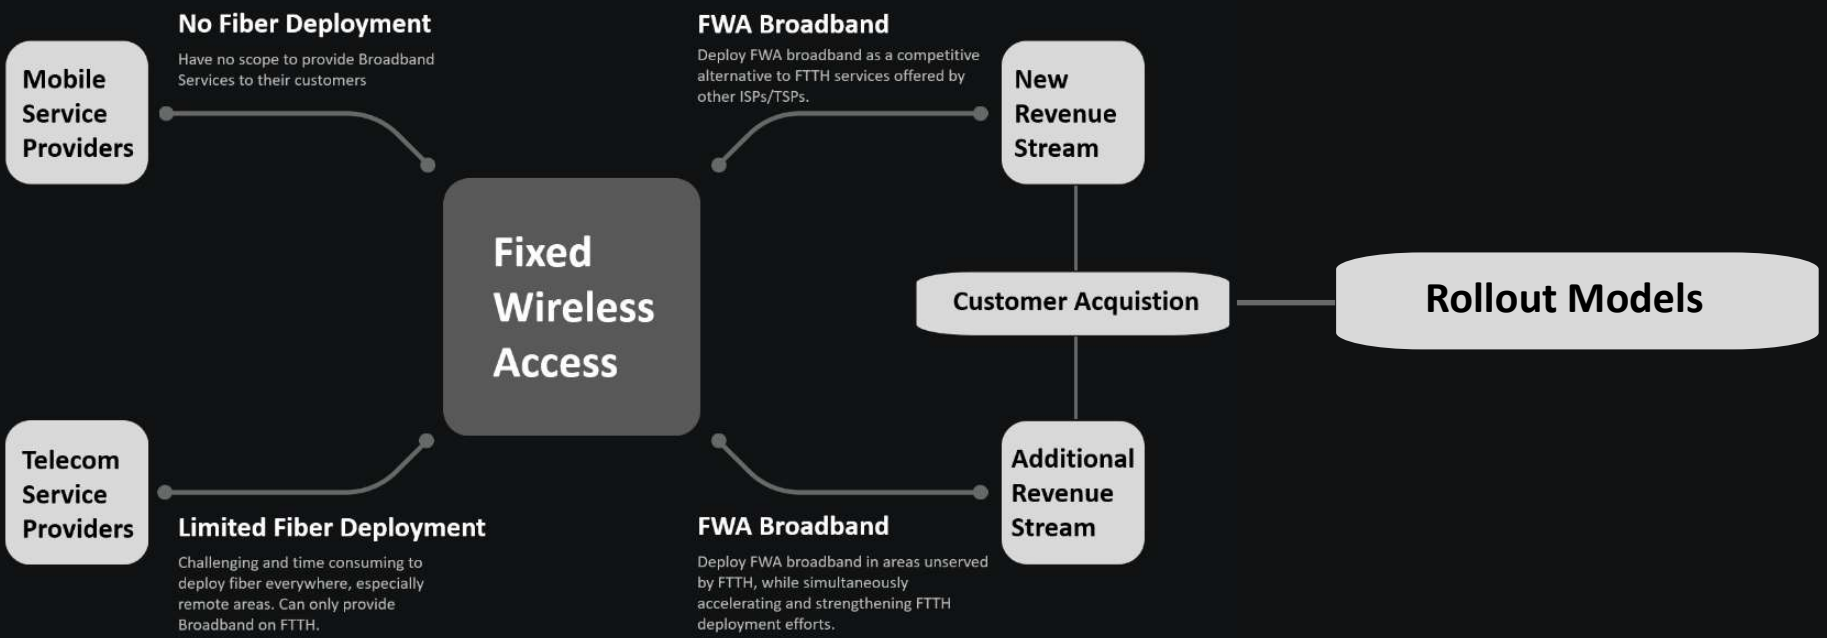 No Fiber Deployment
Have no scope to provide Broadband
Services to their customers
Mobile
Service
Providers
FWA Broadband
Deploy FWA broadband as a competitive
alternative to FTTH services offered by
other ISPs/TSPs.
New
Revenue
Stream
Fixed
Wireless
Access
Customer Acquistion
Rollout Models
Telecom
Service
Providers
Limited Fiber Deployment
Challenging and time consuming to
deploy fiber everywhere, especially
remote areas. Can only provide
Broadband on FTTH.
FWA Broadband
Deploy FWA broadband in areas unserved
by FTTH, while simultaneously
accelerating and strengthening FTTH
deployment efforts.
Additional
Revenue
Stream